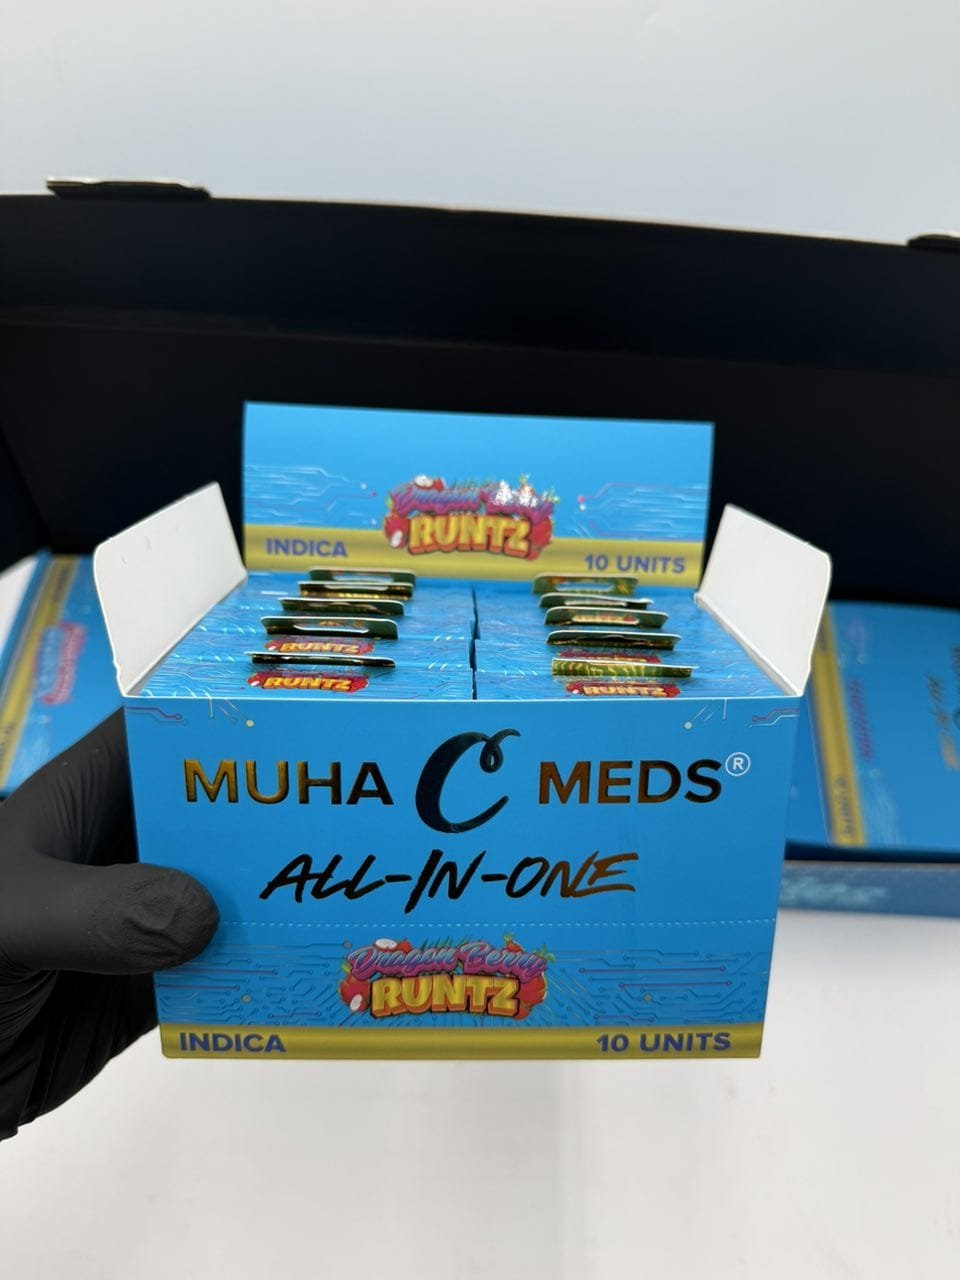 Dragon Berry
RUNTZ
INDICA
10 UNITS
RUNTZ
RUNTZ
RUNTZ
RUNTZ
MUHA C MEDS®
ALL-IN-ONE
Dragon Berry
RUNTZ
INDICA
10 UNITS